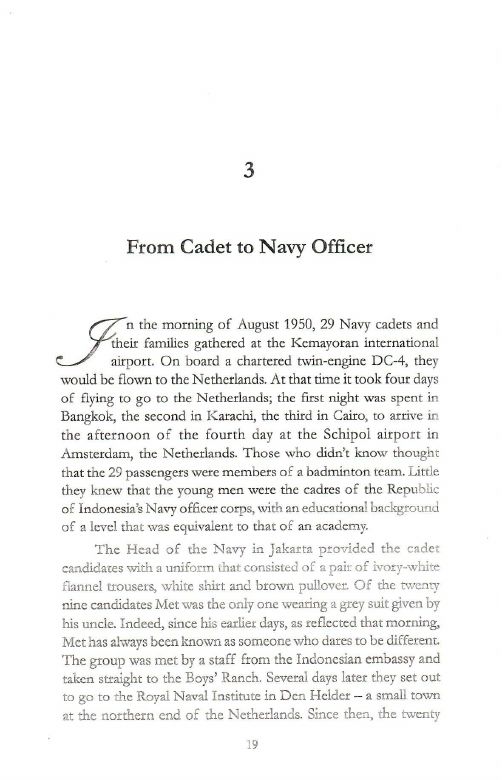 3
From Cadet to Navy Officer
In the morning of August 1950, 29 Navy cadets and
their families gathered at the Kemayoran international
airport. On board a chartered twin-engine DC-4, they
would be flown to the Netherlands. At that time it took four days
of flying to go to the Netherlands; the first night was spent in
Bangkok, the second in Karachi, the third in Cairo, to arrive in
the afternoon of the fourth day at the Schipol airport in
Amsterdam, the Netherlands. Those who didn't know thought
that the 29 passengers were members of a badminton team. Little
they knew that the young men were the cadres of the Republic
of Indonesia's Navy officer corps, with an educational background
of a level that was equivalent to that of an academy.
The Head of the Navy in Jakarta provided the cadet
candidates with a uniform that consisted of a pair of ivory-white
flannel trousers, white shirt and brown pullover. Of the twenty
nine candidates Met was the only one wearing a grey suit given by
his uncle. Indeed, since his earlier days, as reflected that morning,
Met has always been known as someone who dares to be different.
The group was met by a staff from the Indonesian embassy and
taken straight to the Boys' Ranch. Several days later they set out
to go to the Royal Naval Institute in Den Helder – a small town
at the northern end of the Netherlands. Since then, the twenty
19